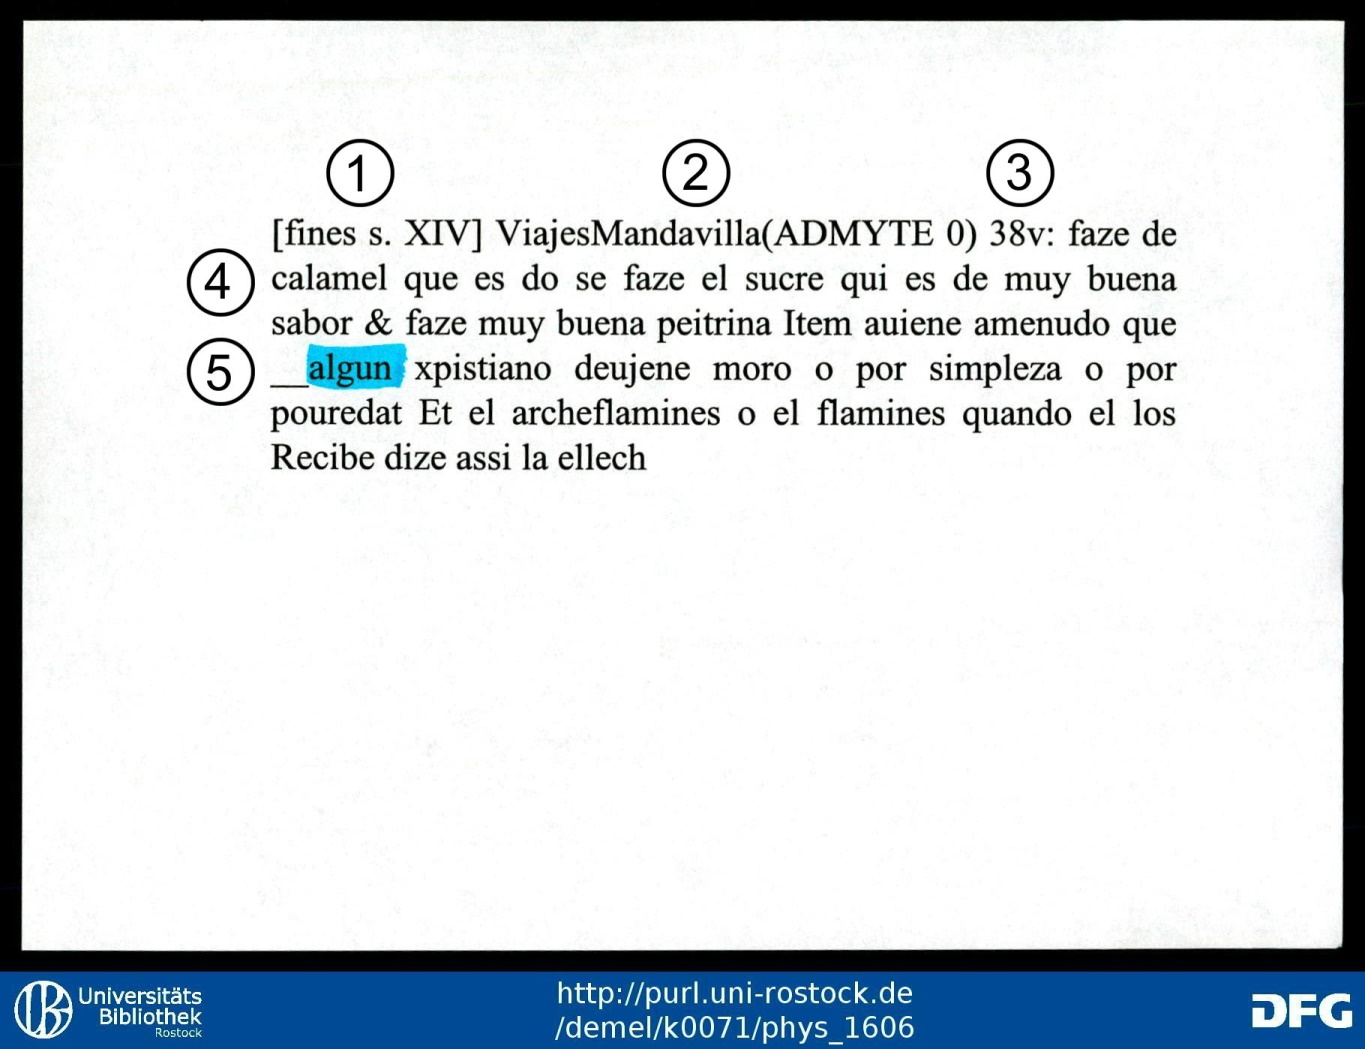 1 2 3
[fines s. XIV] ViajesMandavilla(ADMYTE 0) 38v: faze de
4 calamel que es do se faze el sucre qui es de muy buena
sabor & faze muy buena peitrina Item auiene amenudo que
5 __algun xpistiano deujene moro o por simpleza o por
pouredat Et el archeflamines o el flamines quando el los
Recibe dize assi la ellech
Universitäts
Bibliothek
Rostock
http://purl.uni-rostock.de
/demel/k0071/phys_1606
DFG